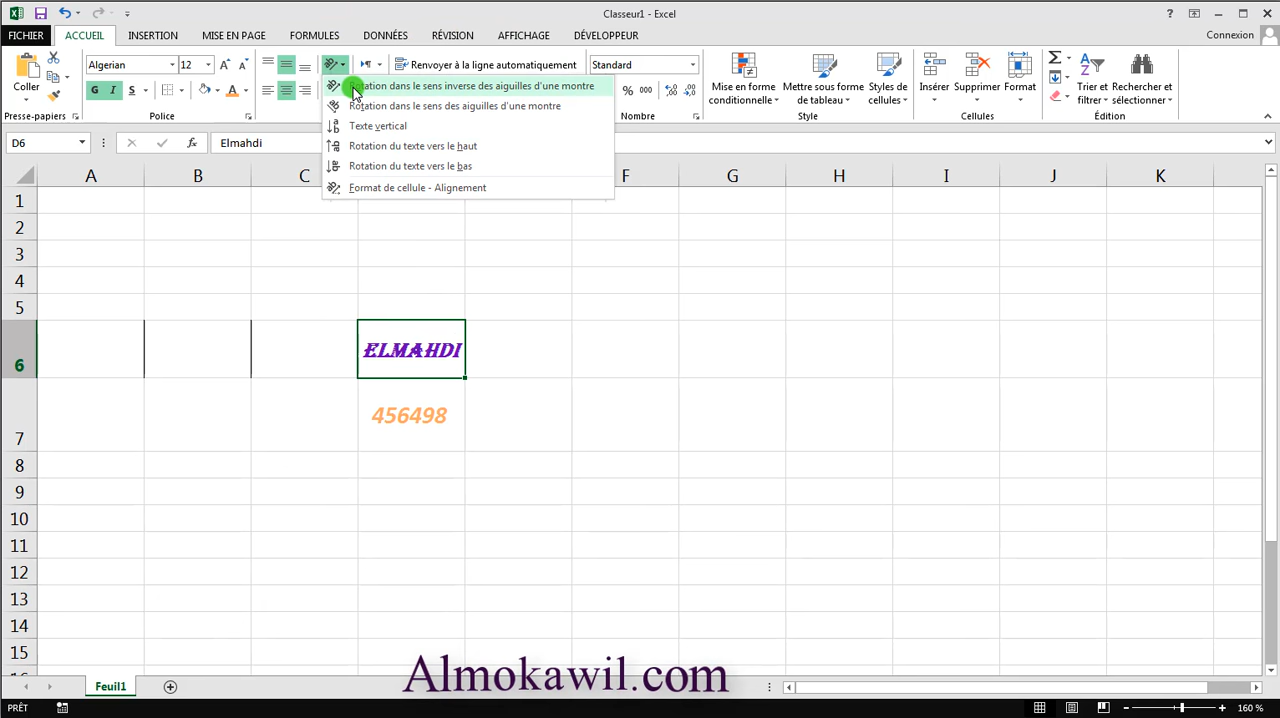 Classeur1 - Excel
?
FICHIER ACCUEIL INSERTION MISE EN PAGE FORMULES DONNÉES RÉVISION AFFICHAGE DÉVELOPPEUR Connexion
Coller
Presse-papiers
Algerian 12 A A
G I S A
Police
Renvoyer à la ligne automatiquement
Standard
% 000
Nombre
Mise en forme conditionnelle
Mettre sous forme de tableau
Styles de cellules
Style
Insérer Supprimer Format
Cellules
Trier et filtrer
Rechercher et sélectionner
Édition
Rotation dans le sens inverse des aiguilles d'une montre
Rotation dans le sens des aiguilles d'une montre
Texte vertical
Rotation du texte vers le haut
Rotation du texte vers le bas
Format de cellule - Alignement
D6 fx Elmahdi
A B C F G H I J K
1
2
3
4
5
6 ELMAHDI
7 456498
8
9
10
11
12
13
14
15
Almokawil.com
Feuil1
PRÊT 160 %